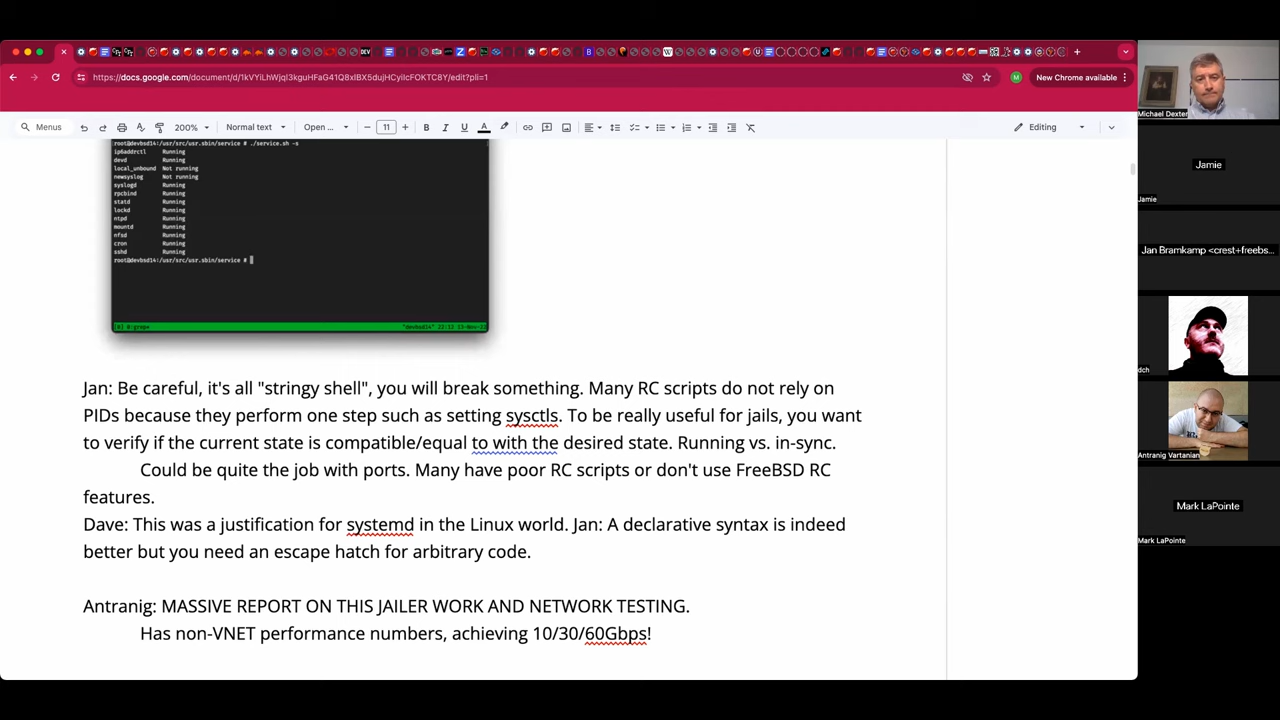 https://docs.google.com/document/d/1kVYiLhWJqI3kguHFaG41Q8xIBX5dujHCyiIcFOKTC8Y/edit?pli=1
New Chrome available
Menus
200%
Normal text
Open ...
11
Editing
root@devbsd14:/usr/src/usr.sbin/service # ./service.sh -s
ip6addrctl Running
devd Running
local_unbound Not running
newsyslog Not running
syslogd Running
rpcbind Running
statd Running
lockd Running
ntpd Running
mountd Running
nfsd Running
cron Running
sshd Running
root@devbsd14:/usr/src/usr.sbin/service #
Jan: Be careful, it's all "stringy shell", you will break something. Many RC scripts do not rely on
PIDs because they perform one step such as setting sysctls. To be really useful for jails, you want
to verify if the current state is compatible/equal to with the desired state. Running vs. in-sync.
Could be quite the job with ports. Many have poor RC scripts or don't use FreeBSD RC
features.
Dave: This was a justification for systemd in the Linux world. Jan: A declarative syntax is indeed
better but you need an escape hatch for arbitrary code.
Antranig: MASSIVE REPORT ON THIS JAILER WORK AND NETWORK TESTING.
Has non-VNET performance numbers, achieving 10/30/60Gbps!
Michael Dexter
Jamie
Jamie
Jan Bramkamp <crest+freebs...
dch
Antranig Vartanian
Mark LaPointe
Mark LaPointe